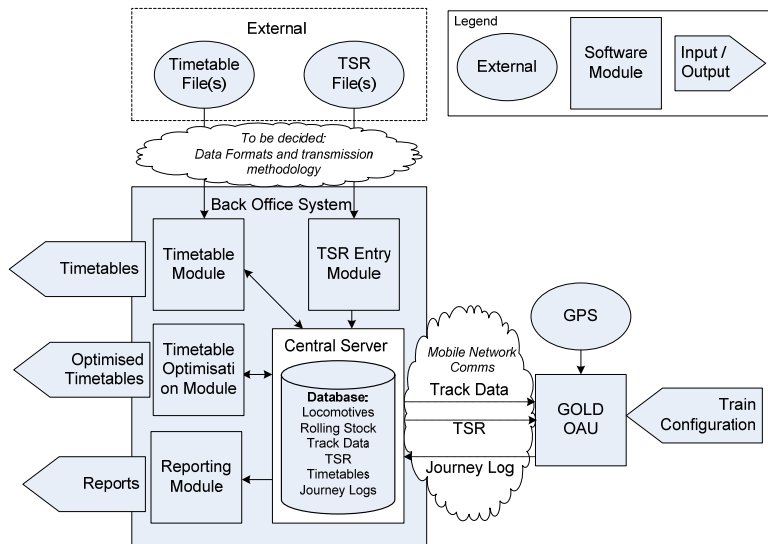 External
Timetable
File(s)
TSR
File(s)
Legend
External
Software
Module
Input /
Output
To be decided:
Data Formats and transmission
methodology
Back Office System
Timetables
Timetable
Module
TSR Entry
Module
Optimised
Timetables
Timetable
Optimisati
on Module
Central Server
Database:
Locomotives
Rolling Stock
Track Data
TSR
Timetables
Journey Logs
Reports
Reporting
Module
Mobile Network
Comms
Track Data
TSR
Journey Log
GPS
GOLD
OAU
Train
Configuration